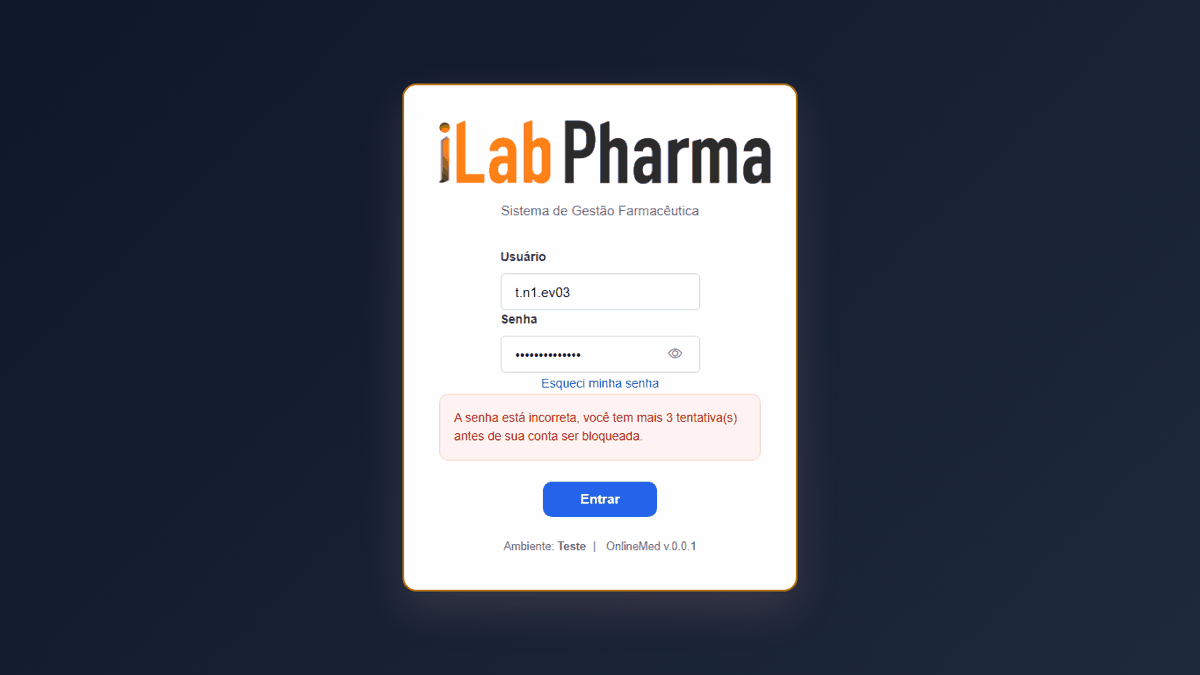 iLab Pharma
Sistema de Gestão Farmacêutica
Usuário
t.n1.ev03
Senha
••••••••••••••
Esqueci minha senha
A senha está incorreta, você tem mais 3 tentativa(s)
antes de sua conta ser bloqueada.
Entrar
Ambiente: Teste | OnlineMed v.0.0.1